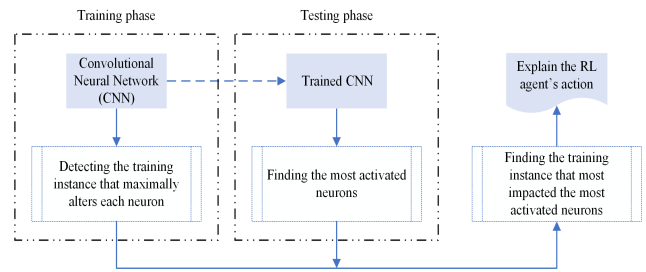 Training phase
Testing phase
Convolutional
Neural Network
(CNN)
Trained CNN
Explain the RL
agent`s action
Detecting the training
instance that maximally
alters each neuron
Finding the most activated
neurons
Finding the training
instance that most
impacted the most
activated neurons